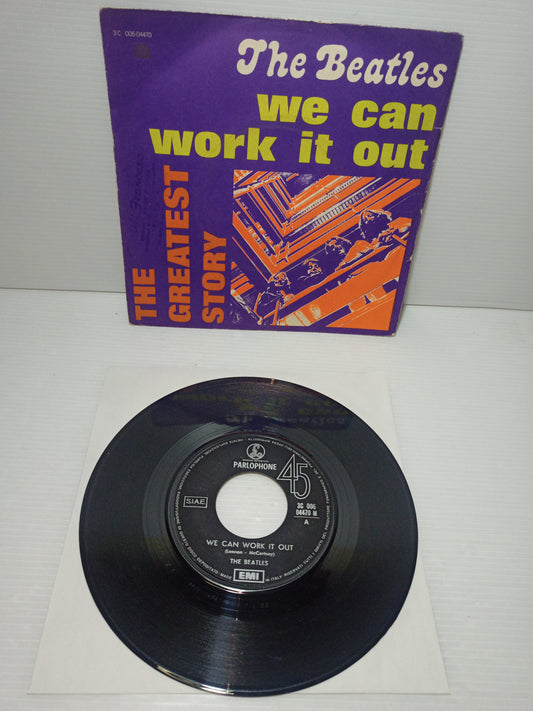 3C 006-04470
The Beatles
we can
work it out
THE
GREATEST
STORY
PARLOPHONE
45
S.I.A.E.
3C 006
04470 M
A
WE CAN WORK IT OUT
(Lennon - McCartney)
THE BEATLES
EMI